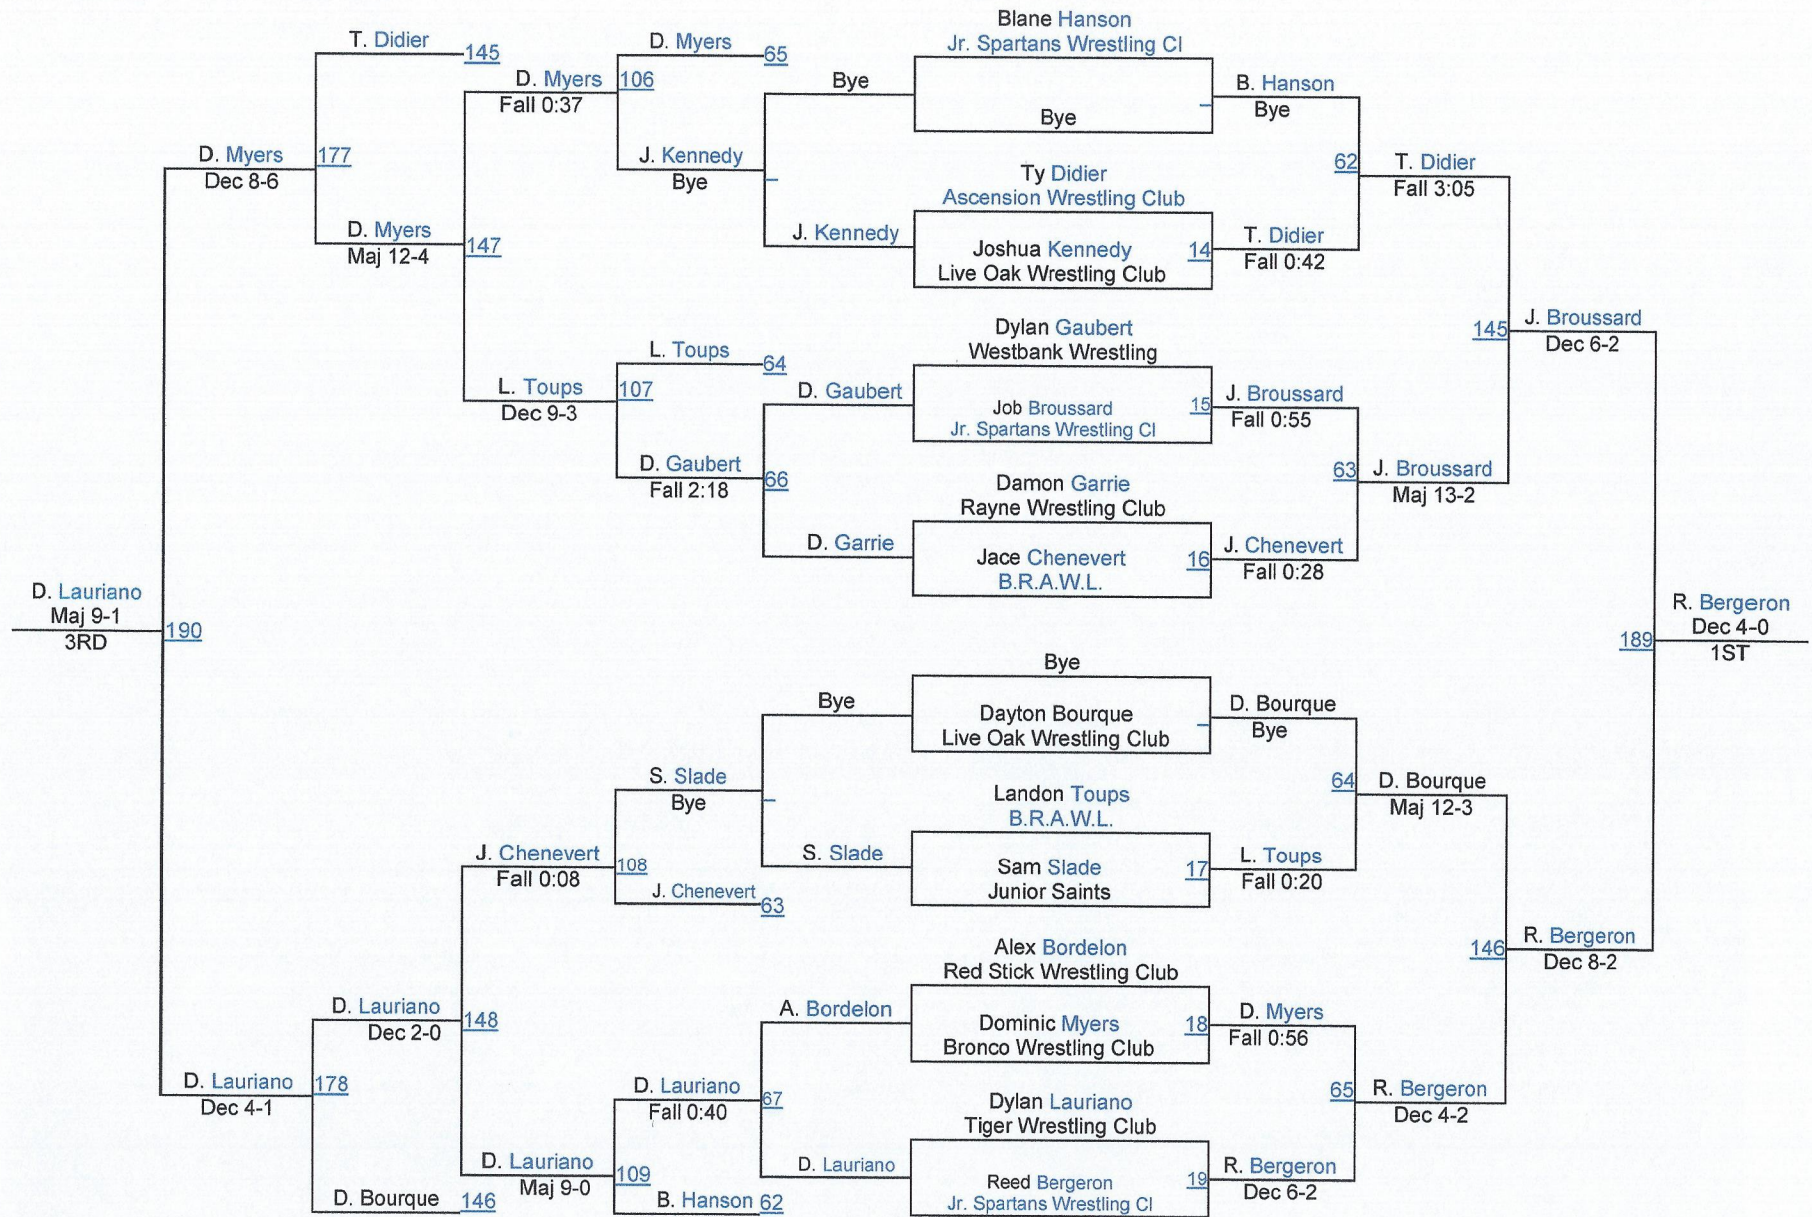 Blane Hanson
Jr. Spartans Wrestling Cl
T. Didier
145
D. Myers
65
D. Myers
106
Fall 0:37
Bye
B. Hanson
Bye
Bye
D. Myers
177
Dec 8-6
J. Kennedy
Bye
62
T. Didier
Fall 3:05
Ty Didier
Ascension Wrestling Club
D. Myers
147
Maj 12-4
J. Kennedy
Joshua Kennedy
14
Live Oak Wrestling Club
T. Didier
Fall 0:42
Dylan Gaubert
Westbank Wrestling
145
J. Broussard
Dec 6-2
L. Toups
64
L. Toups
107
Dec 9-3
D. Gaubert
Job Broussard
15
Jr. Spartans Wrestling Cl
J. Broussard
Fall 0:55
D. Gaubert
66
Fall 2:18
63
J. Broussard
Maj 13-2
Damon Garrie
Rayne Wrestling Club
D. Garrie
Jace Chenevert
16
B.R.A.W.L.
J. Chenevert
Fall 0:28
D. Lauriano
Maj 9-1
3RD
190
R. Bergeron
Dec 4-0
1ST
189
Bye
Bye
Dayton Bourque
Live Oak Wrestling Club
D. Bourque
Bye
S. Slade
Bye
64
D. Bourque
Maj 12-3
Landon Toups
B.R.A.W.L.
J. Chenevert
108
Fall 0:08
S. Slade
Sam Slade
17
Junior Saints
L. Toups
Fall 0:20
J. Chenevert
63
Alex Bordelon
Red Stick Wrestling Club
146
R. Bergeron
Dec 8-2
D. Lauriano
148
Dec 2-0
A. Bordelon
Dominic Myers
18
Bronco Wrestling Club
D. Myers
Fall 0:56
D. Lauriano
178
Dec 4-1
D. Lauriano
67
Fall 0:40
Dylan Lauriano
Tiger Wrestling Club
65
R. Bergeron
Dec 4-2
D. Lauriano
109
Maj 9-0
D. Lauriano
Reed Bergeron
19
Jr. Spartans Wrestling Cl
R. Bergeron
Dec 6-2
D. Bourque
146
B. Hanson
62